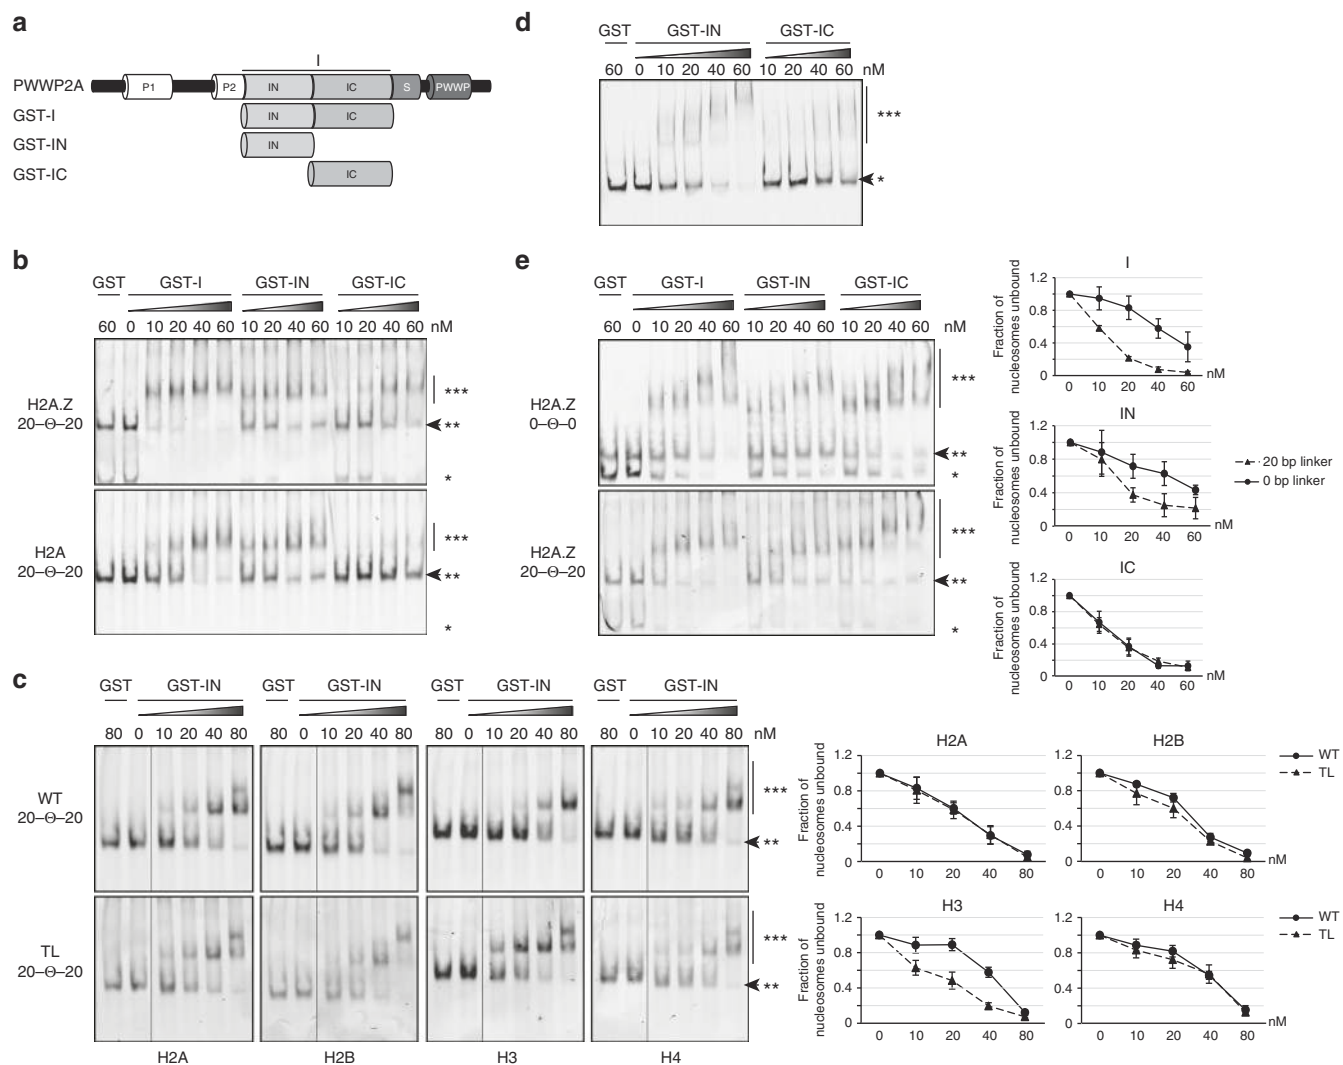 a
I
PWWP2A P1 P2 IN IC S PWWP
GST-I IN IC
GST-IN IN
GST-IC IC
b
GST GST-I GST-IN GST-IC
60 0 10 20 40 60 10 20 40 60 10 20 40 60 nM
H2A.Z
20–Θ–20
***
**
*
H2A
20–Θ–20
***
**
*
c
GST GST-IN GST GST-IN GST GST-IN GST GST-IN
80 0 10 20 40 80 80 0 10 20 40 80 80 0 10 20 40 80 80 0 10 20 40 80 nM
WT
20–Θ–20
***
**
TL
20–Θ–20
***
**
H2A H2B H3 H4
H2A
Fraction of
nucleosomes unbound
1.2
0.8
0.4
0
0 10 20 40 80
H2B
1.2
0.8
0.4
0
0 10 20 40 80
nM
WT
TL
H3
Fraction of
nucleosomes unbound
1.2
0.8
0.4
0
0 10 20 40 80
H4
1.2
0.8
0.4
0
0 10 20 40 80
nM
WT
TL
d
GST GST-IN GST-IC
60 0 10 20 40 60 10 20 40 60 nM
***
*
e
GST GST-I GST-IN GST-IC
60 0 10 20 40 60 10 20 40 60 10 20 40 60 nM
H2A.Z
0–Θ–0
***
**
*
H2A.Z
20–Θ–20
***
**
*
I
Fraction of
nucleosomes unbound
1.2
0.8
0.4
0
0 10 20 40 60
nM
IN
Fraction of
nucleosomes unbound
1.2
0.8
0.4
0
0 10 20 40 60
nM
20 bp linker
0 bp linker
IC
Fraction of
nucleosomes unbound
1.2
0.8
0.4
0
0 10 20 40 60
nM